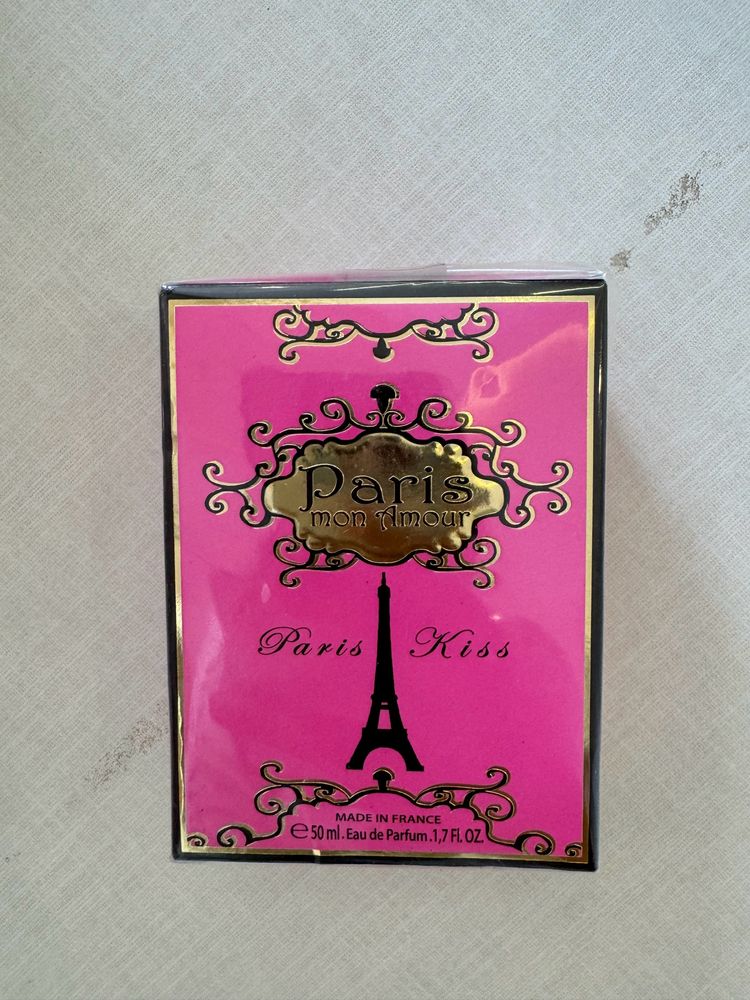 Paris
mon Amour
Paris Kiss
MADE IN FRANCE
℮ 50 ml . Eau de Parfum .1,7 Fl. OZ.